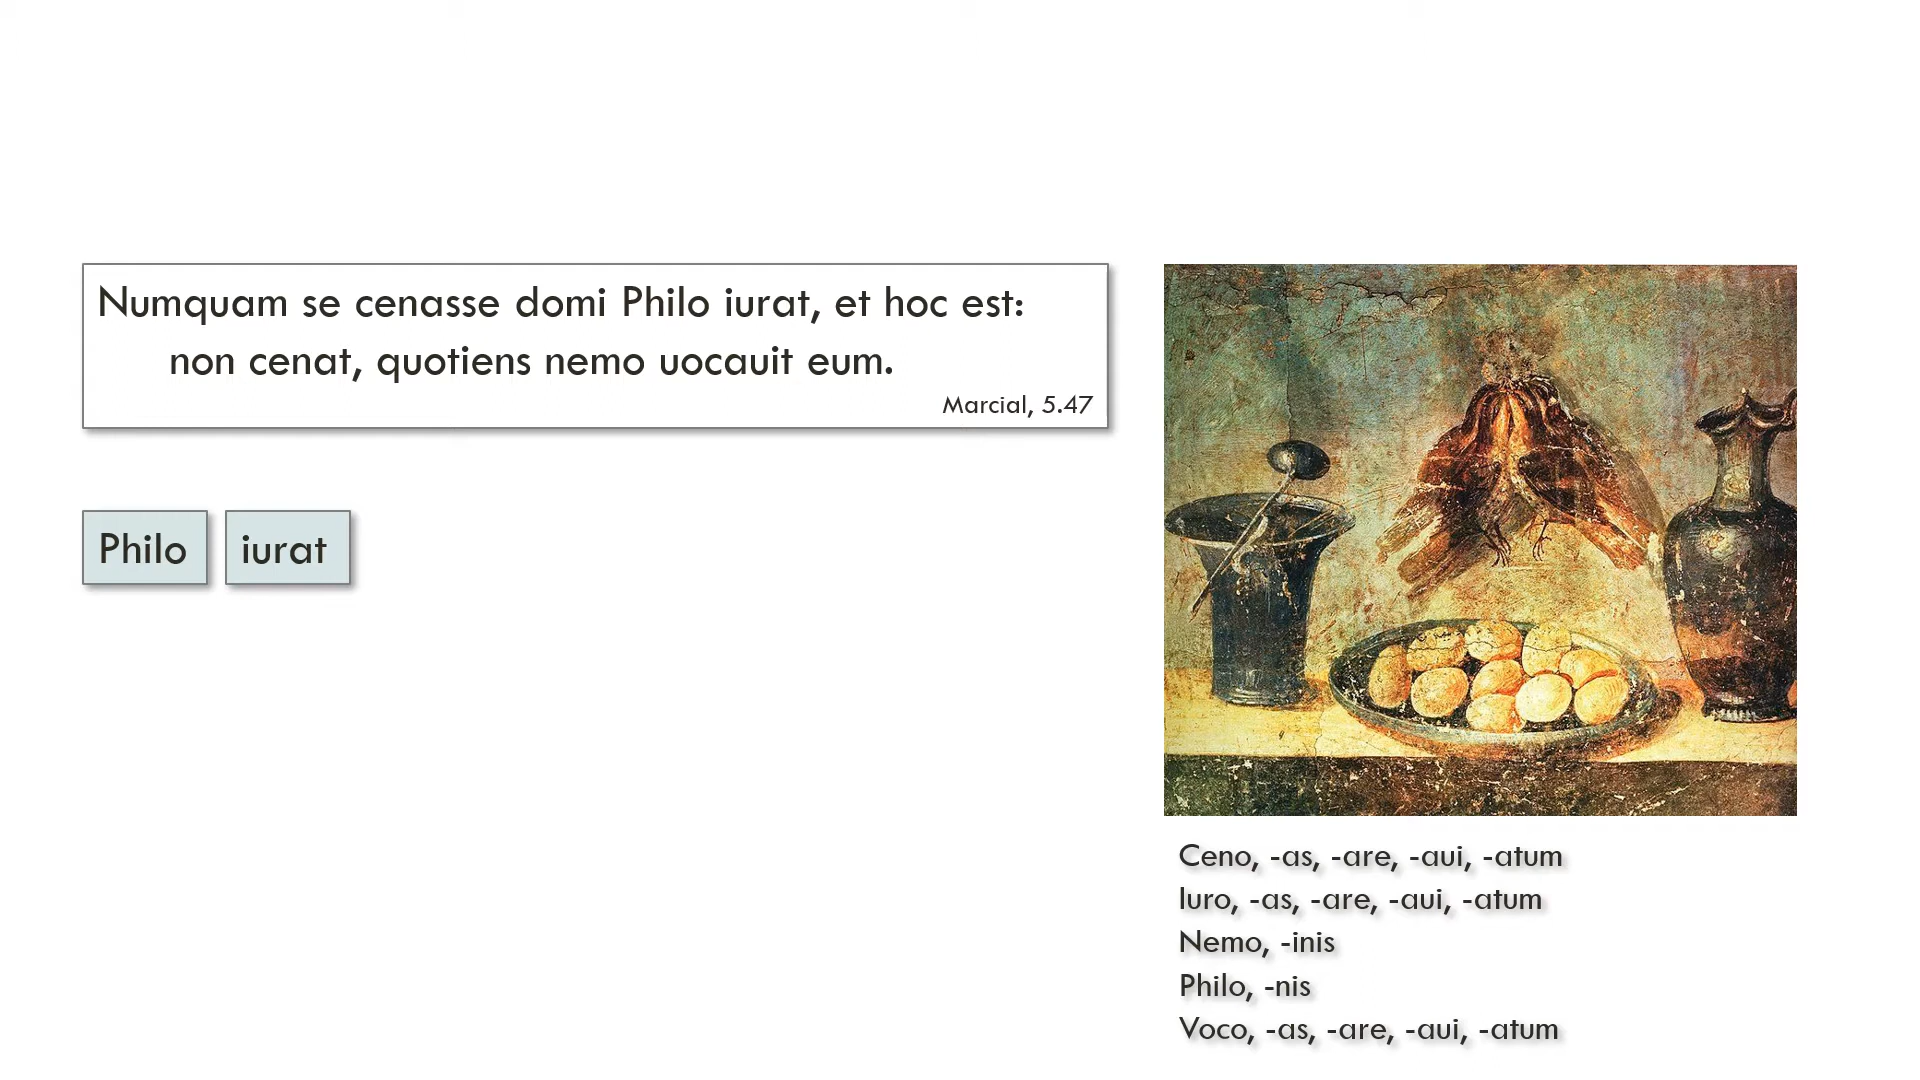 Numquam se cenasse domi Philo iurat, et hoc est:
non cenat, quotiens nemo uocauit eum.
Marcial, 5.47
Philo iurat
Ceno, -as, -are, -aui, -atum
Iuro, -as, -are, -aui, -atum
Nemo, -inis
Philo, -nis
Voco, -as, -are, -aui, -atum